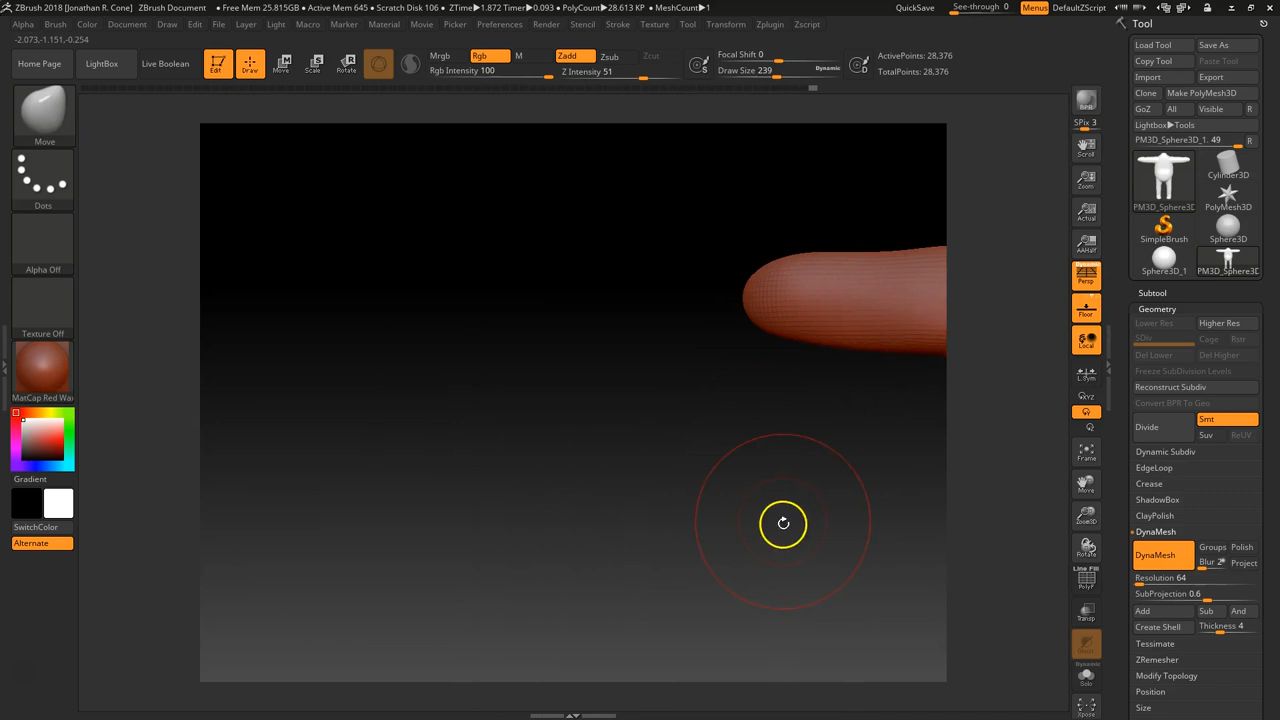 ZBrush 2018 [Jonathan R. Cone] ZBrush Document • Free Mem 25.815GB • Active Mem 645 • Scratch Disk 106 • ZTime▶1.872 Timer▶0.093 • PolyCount▶28.613 KP • MeshCount▶1 QuickSave See-through 0 Menus DefaultZScript
Alpha Brush Color Document Draw Edit File Layer Light Macro Marker Material Movie Picker Preferences Render Stencil Stroke Texture Tool Transform Zplugin Zscript
Tool
-2.073,-1.151,-0.254
Load Tool Save As
Copy Tool Paste Tool
Import Export
Clone Make PolyMesh3D
GoZ All Visible R
Lightbox▶Tools
PM3D_Sphere3D_1. 49 R
Home Page LightBox Live Boolean Edit Draw Move Scale Rotate
Mrgb Rgb M Zadd Zsub Zcut
Rgb Intensity 100 Z Intensity 51
S Focal Shift 0
Draw Size 239 Dynamic D
ActivePoints: 28,376
TotalPoints: 28,376
Move
Dots
Alpha Off
Texture Off
MatCap Red Wax
Gradient
SwitchColor
Alternate
BPR
SPix 3
Scroll
Zoom
Actual
AAHalf
Dynamic
Persp
Floor
Local
L.Sym
XYZ
Y
Z
Frame
Move
Zoom3D
Rotate
Line Fill
PolyF
Transp
Ghost
Dynamic
Solo
Xpose
Cylinder3D
PM3D_Sphere3D PolyMesh3D
SimpleBrush Sphere3D
Sphere3D_1 PM3D_Sphere3D
Subtool
Geometry
Lower Res Higher Res
SDiv Cage Rstr
Del Lower Del Higher
Freeze SubDivision Levels
Reconstruct Subdiv
Convert BPR To Geo
Divide Smt
Suv ReUV
Dynamic Subdiv
EdgeLoop
Crease
ShadowBox
ClayPolish
DynaMesh
DynaMesh Groups Polish
Blur 2 Project
Resolution 64
SubProjection 0.6
Add Sub And
Create Shell Thickness 4
Tessimate
ZRemesher
Modify Topology
Position
Size